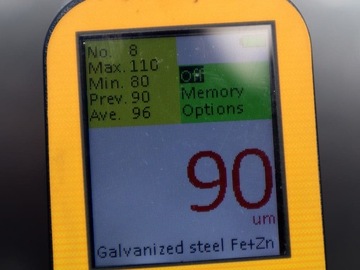 No. 8
Max. 110
Min. 80
Prev. 90
Ave. 96
Off
Memory
Options
90
um
Galvanized steel Fe+Zn